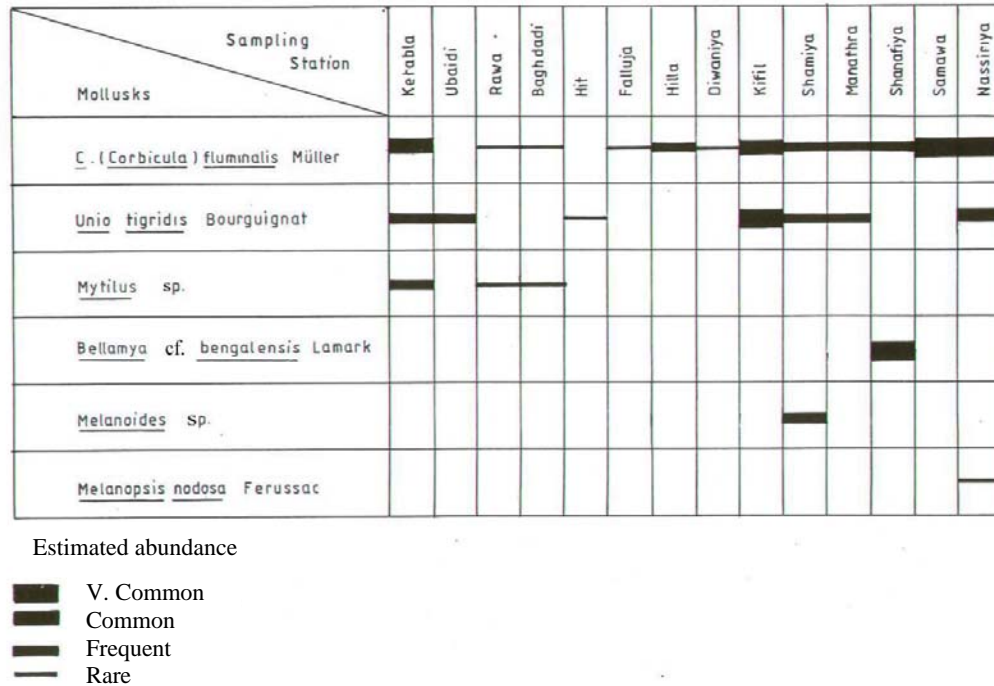 Sampling
Station
Mollusks
Kerabla
Ubaidi
Rawa
Baghdadi
Hit
Falluja
Hilla
Diwaniya
Kifil
Shamiya
Manathra
Shanafiya
Samawa
Nassiriya
C. (Corbicula) fluminalis Müller
Unio tigridis Bourguignat
Mytilus sp.
Bellamya cf. bengalensis Lamark
Melanoides sp.
Melanopsis nodosa Ferussac
Estimated abundance
V. Common
Common
Frequent
Rare